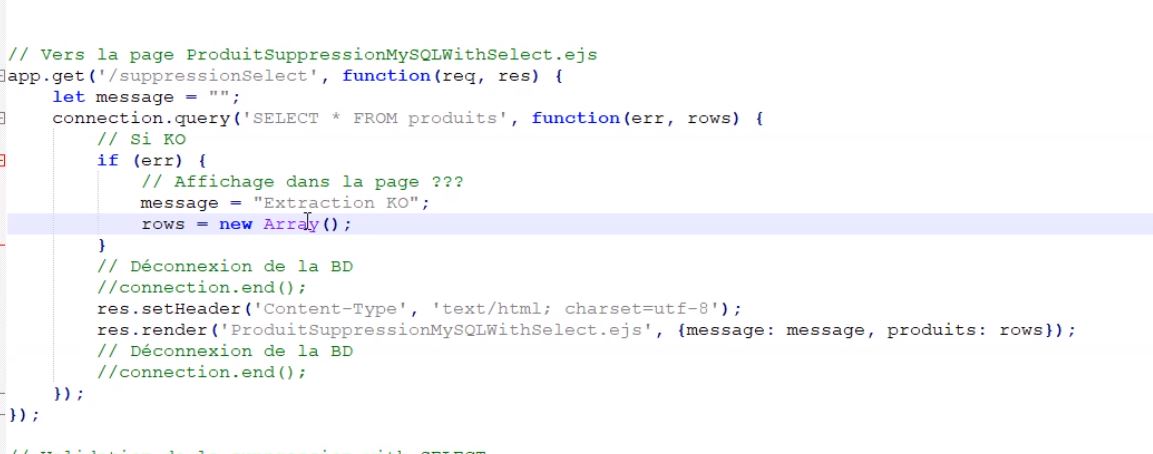 // Vers la page ProduitSuppressionMySQLWithSelect.ejs
app.get('/suppressionSelect', function(req, res) {
    let message = "";
    connection.query('SELECT * FROM produits', function(err, rows) {
        // Si KO
        if (err) {
            // Affichage dans la page ???
            message = "Extraction KO";
            rows = new Array();
        }
        // Déconnexion de la BD
        //connection.end();
        res.setHeader('Content-Type', 'text/html; charset=utf-8');
        res.render('ProduitSuppressionMySQLWithSelect.ejs', {message: message, produits: rows});
        // Déconnexion de la BD
        //connection.end();
    });
});